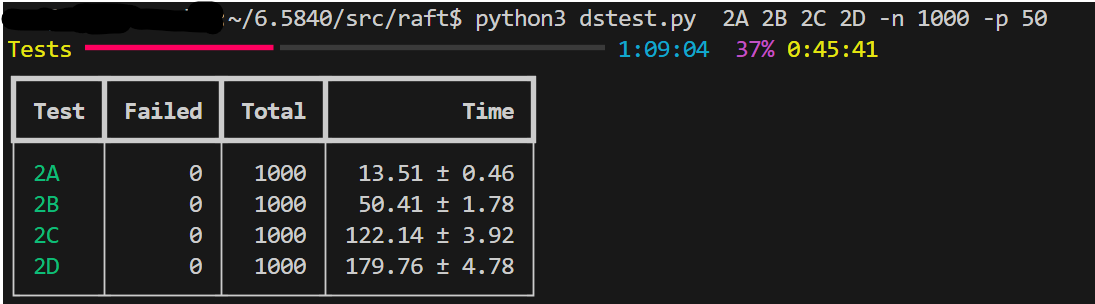 :~/6.5840/src/raft$ python3 dstest.py  2A 2B 2C 2D -n 1000 -p 50
Tests 1:09:04 37% 0:45:41
Test Failed Total Time
2A 0 1000 13.51 ± 0.46
2B 0 1000 50.41 ± 1.78
2C 0 1000 122.14 ± 3.92
2D 0 1000 179.76 ± 4.78